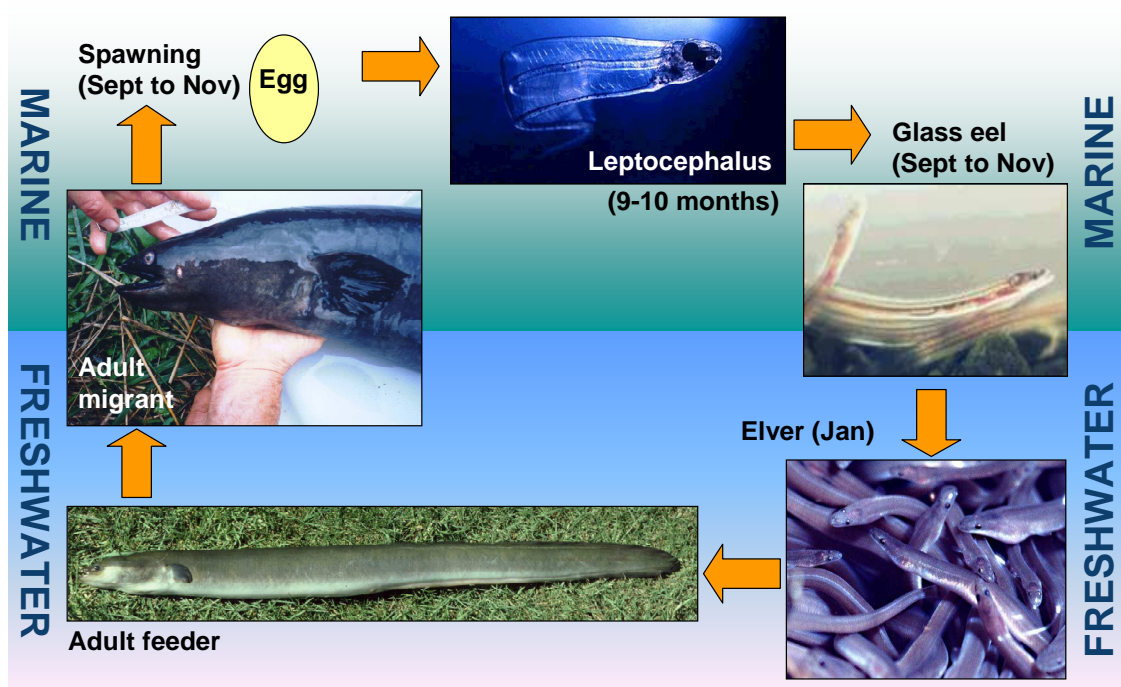 Spawning
(Sept to Nov)
Egg
Leptocephalus
(9-10 months)
Glass eel
(Sept to Nov)
MARINE
MARINE
Adult
migrant
Elver (Jan)
FRESHWATER
FRESHWATER
Adult feeder